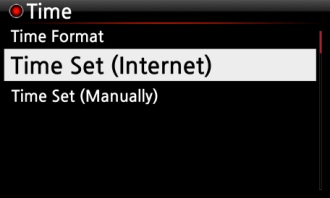 Time
Time Format
Time Set (Internet)
Time Set (Manually)